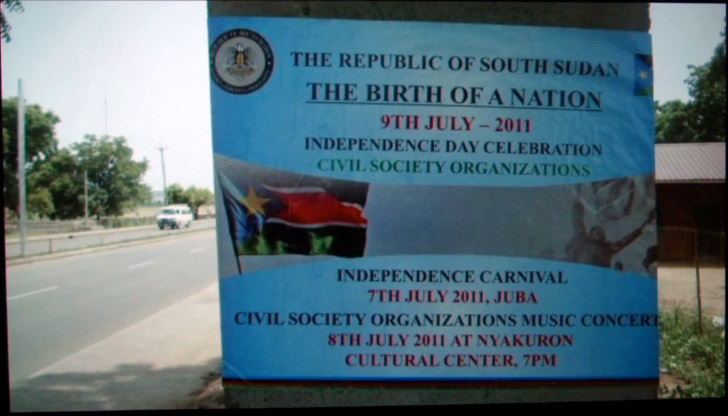 THE REPUBLIC OF SOUTH SUDAN
THE BIRTH OF A NATION
9TH JULY – 2011
INDEPENDENCE DAY CELEBRATION
CIVIL SOCIETY ORGANIZATIONS
INDEPENDENCE CARNIVAL
7TH JULY 2011, JUBA
CIVIL SOCIETY ORGANIZATIONS MUSIC CONCERT
8TH JULY 2011 AT NYAKURON
CULTURAL CENTER, 7PM